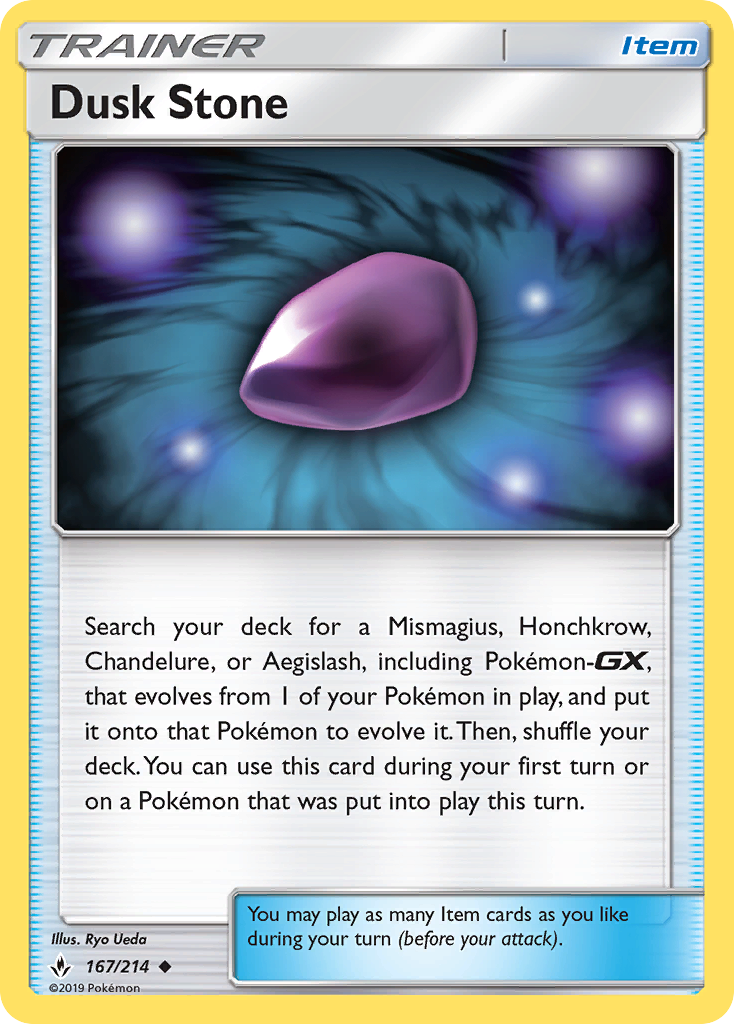 TRAINER
Item
Dusk Stone
Search your deck for a Mismagius, Honchkrow,
Chandelure, or Aegislash, including Pokémon-GX,
that evolves from 1 of your Pokémon in play, and put
it onto that Pokémon to evolve it. Then, shuffle your
deck. You can use this card during your first turn or
on a Pokémon that was put into play this turn.
You may play as many Item cards as you like
during your turn (before your attack).
Illus. Ryo Ueda
167/214
©2019 Pokémon